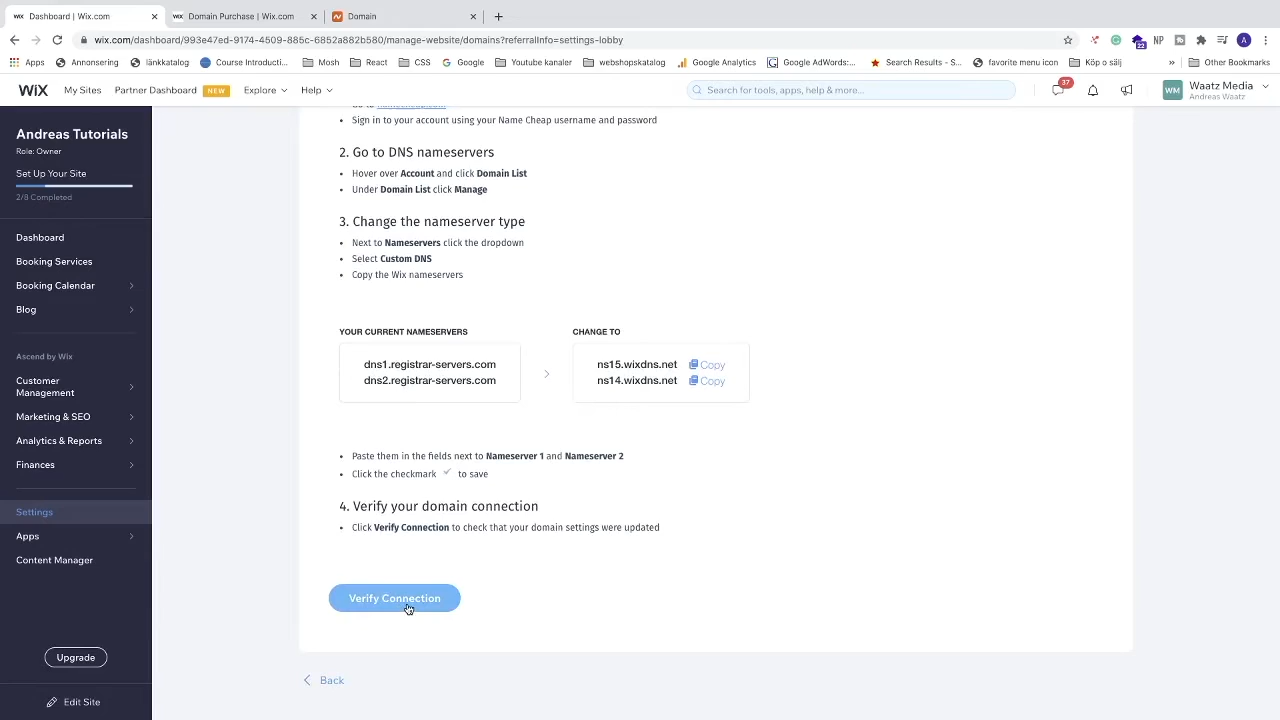 Dashboard | Wix.com
Domain Purchase | Wix.com
Domain
wix.com/dashboard/993e47ed-9174-4509-885c-6852a882b580/manage-website/domains?referralInfo=settings-lobby
Apps
Annonsering
länkkatalog
Course Introducti...
Mosh
React
CSS
Google
Youtube kanaler
webshopskatalog
Google Analytics
Google AdWords:...
Search Results - S...
favorite menu icon
Köp o sälj
»
Other Bookmarks
22
NP
A
WiX
My Sites
Partner Dashboard
NEW
Explore
Help
Search for tools, apps, help & more...
37
WM
Waatz Media
Andreas Waatz
Andreas Tutorials
Role: Owner
Set Up Your Site
2/8 Completed
Dashboard
Booking Services
Booking Calendar
Blog
Ascend by Wix
Customer
Management
Marketing & SEO
Analytics & Reports
Finances
Settings
Apps
Content Manager
Upgrade
Edit Site
• Sign in to your account using your Name Cheap username and password
2. Go to DNS nameservers
• Hover over Account and click Domain List
• Under Domain List click Manage
3. Change the nameserver type
• Next to Nameservers click the dropdown
• Select Custom DNS
• Copy the Wix nameservers
YOUR CURRENT NAMESERVERS
dns1.registrar-servers.com
dns2.registrar-servers.com
CHANGE TO
ns15.wixdns.net Copy
ns14.wixdns.net Copy
• Paste them in the fields next to Nameserver 1 and Nameserver 2
• Click the checkmark ✓ to save
4. Verify your domain connection
• Click Verify Connection to check that your domain settings were updated
Verify Connection
Back